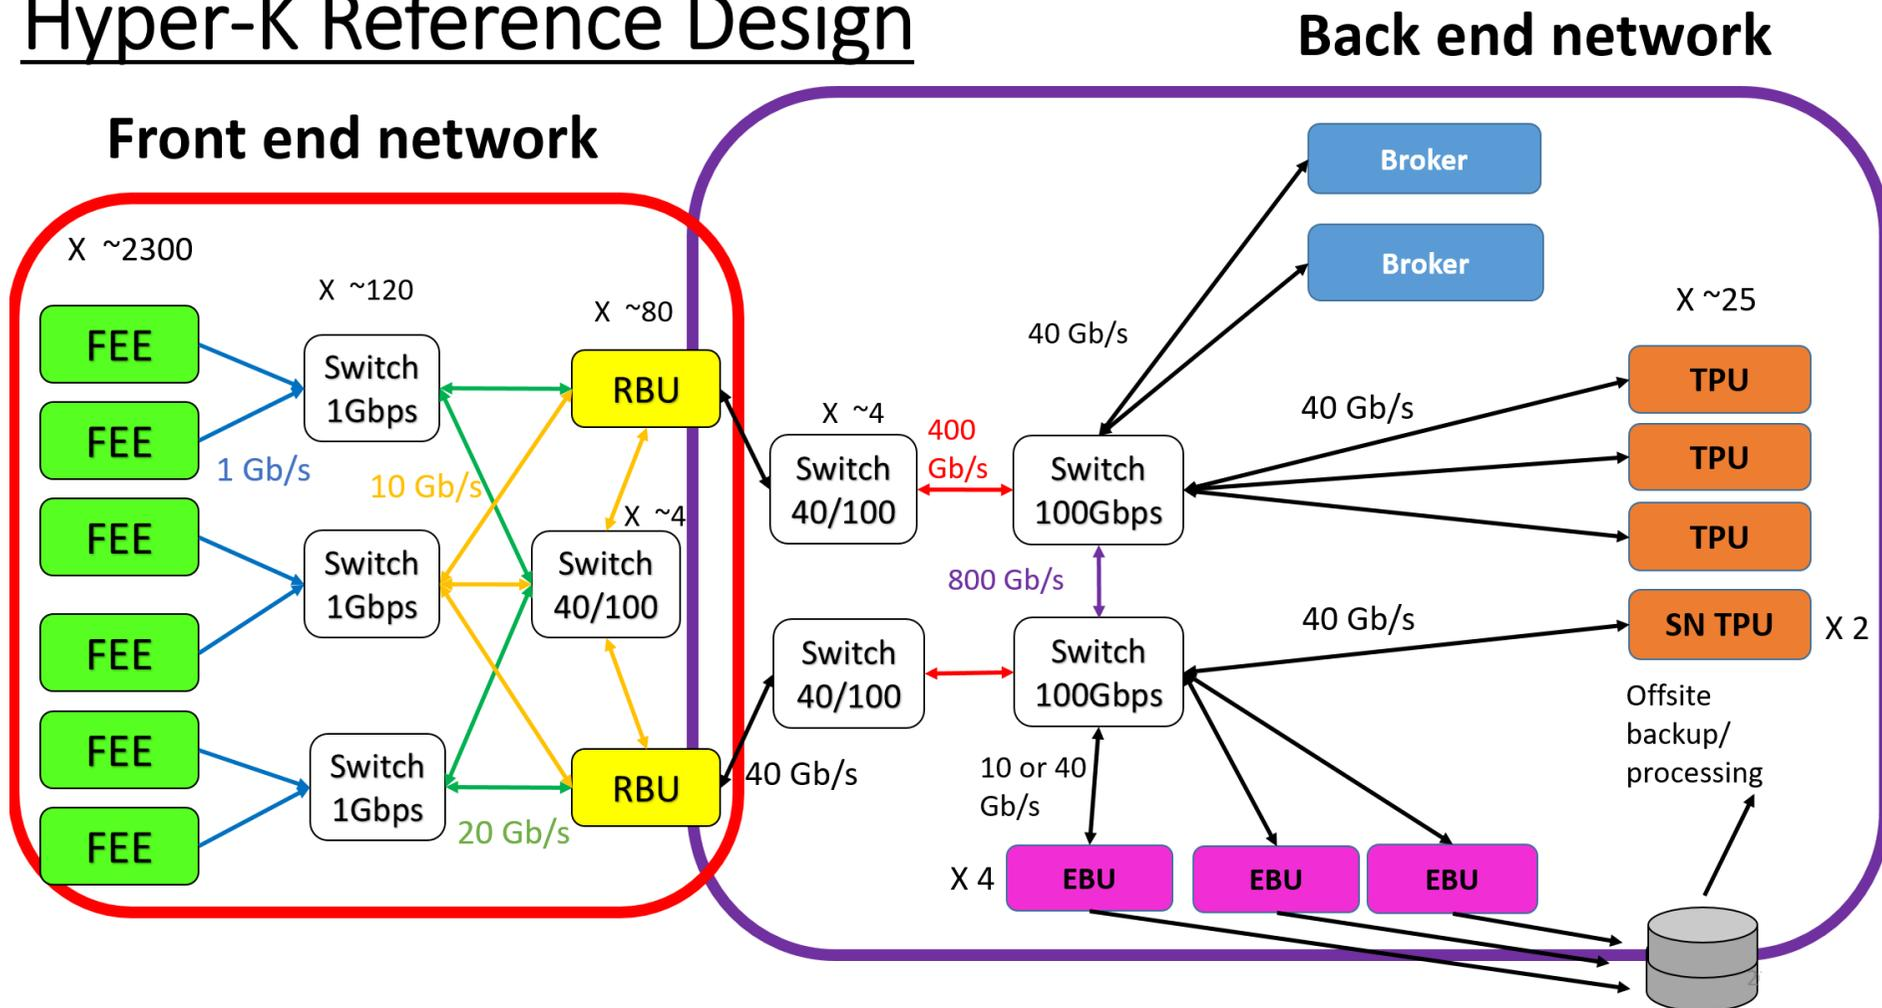 Hyper-K Reference Design
Back end network
Front end network
X ~2300
X ~120
X ~80
FEE
FEE
FEE
FEE
FEE
FEE
1 Gb/s
Switch
1Gbps
Switch
1Gbps
Switch
1Gbps
10 Gb/s
20 Gb/s
RBU
X ~4
Switch
40/100
RBU
40 Gb/s
X ~4
Switch
40/100
Switch
40/100
400
Gb/s
Switch
100Gbps
800 Gb/s
Switch
100Gbps
40 Gb/s
Broker
Broker
X ~25
40 Gb/s
TPU
TPU
TPU
40 Gb/s
SN TPU
X 2
Offsite
backup/
processing
10 or 40
Gb/s
X 4
EBU
EBU
EBU
2